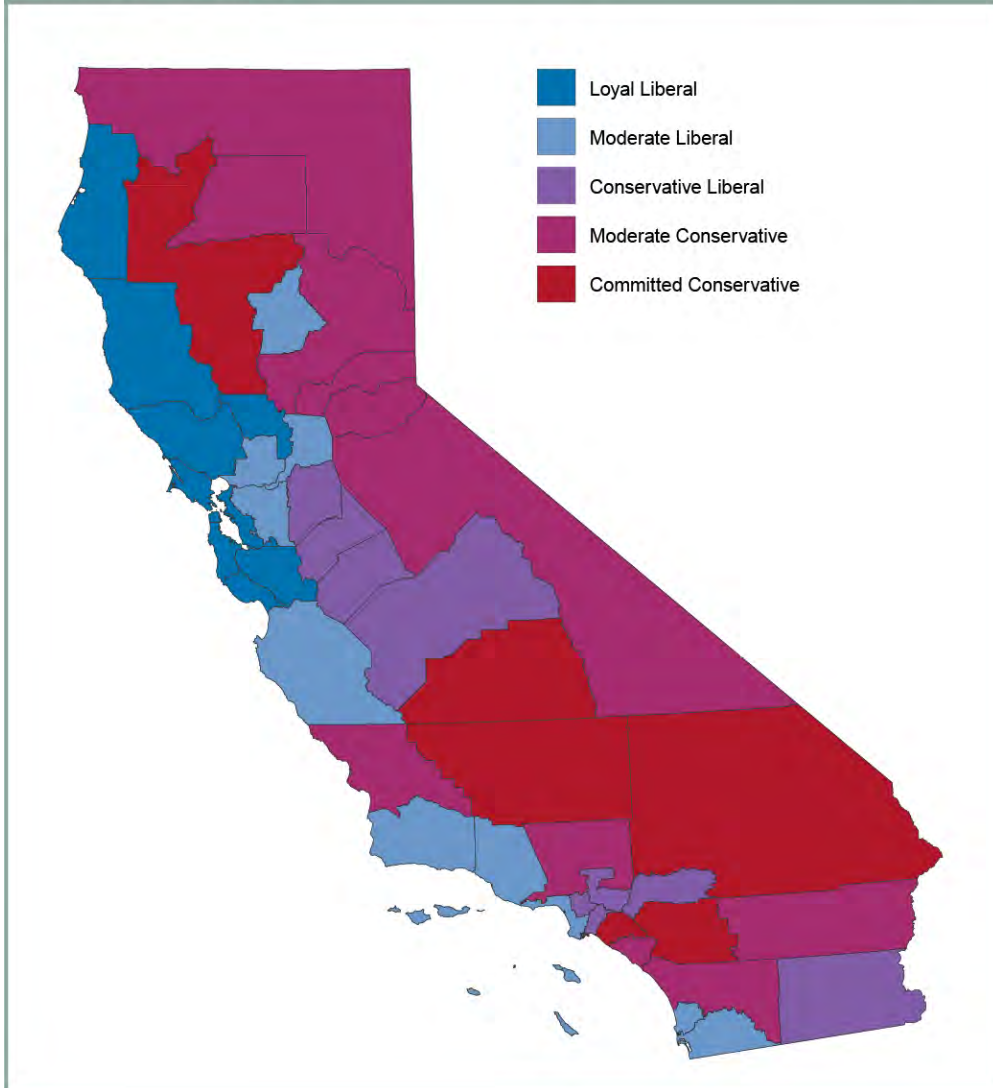 Loyal Liberal
Moderate Liberal
Conservative Liberal
Moderate Conservative
Committed Conservative